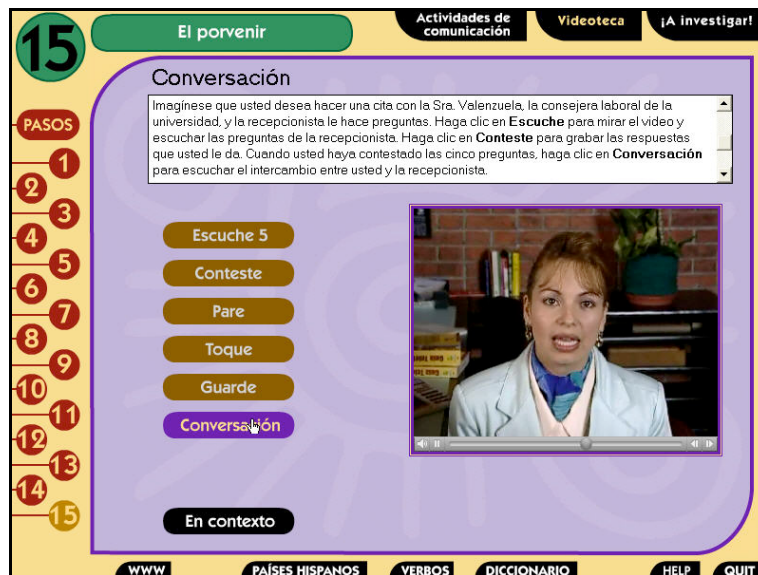 15
El porvenir
Actividades de
comunicación
Videoteca
¡A investigar!
Conversación
Imagínese que usted desea hacer una cita con la Sra. Valenzuela, la consejera laboral de la
universidad, y la recepcionista le hace preguntas. Haga clic en Escuche para mirar el video y
escuchar las preguntas de la recepcionista. Haga clic en Conteste para grabar las respuestas
que usted le da. Cuando usted haya contestado las cinco preguntas, haga clic en Conversación
para escuchar el intercambio entre usted y la recepcionista.
PASOS
1
2
3
4
5
6
7
8
9
10
11
12
13
14
15
Escuche 5
Conteste
Pare
Toque
Guarde
Conversación
En contexto
WWW
PAÍSES HISPANOS
VERBOS
DICCIONARIO
HELP
QUIT